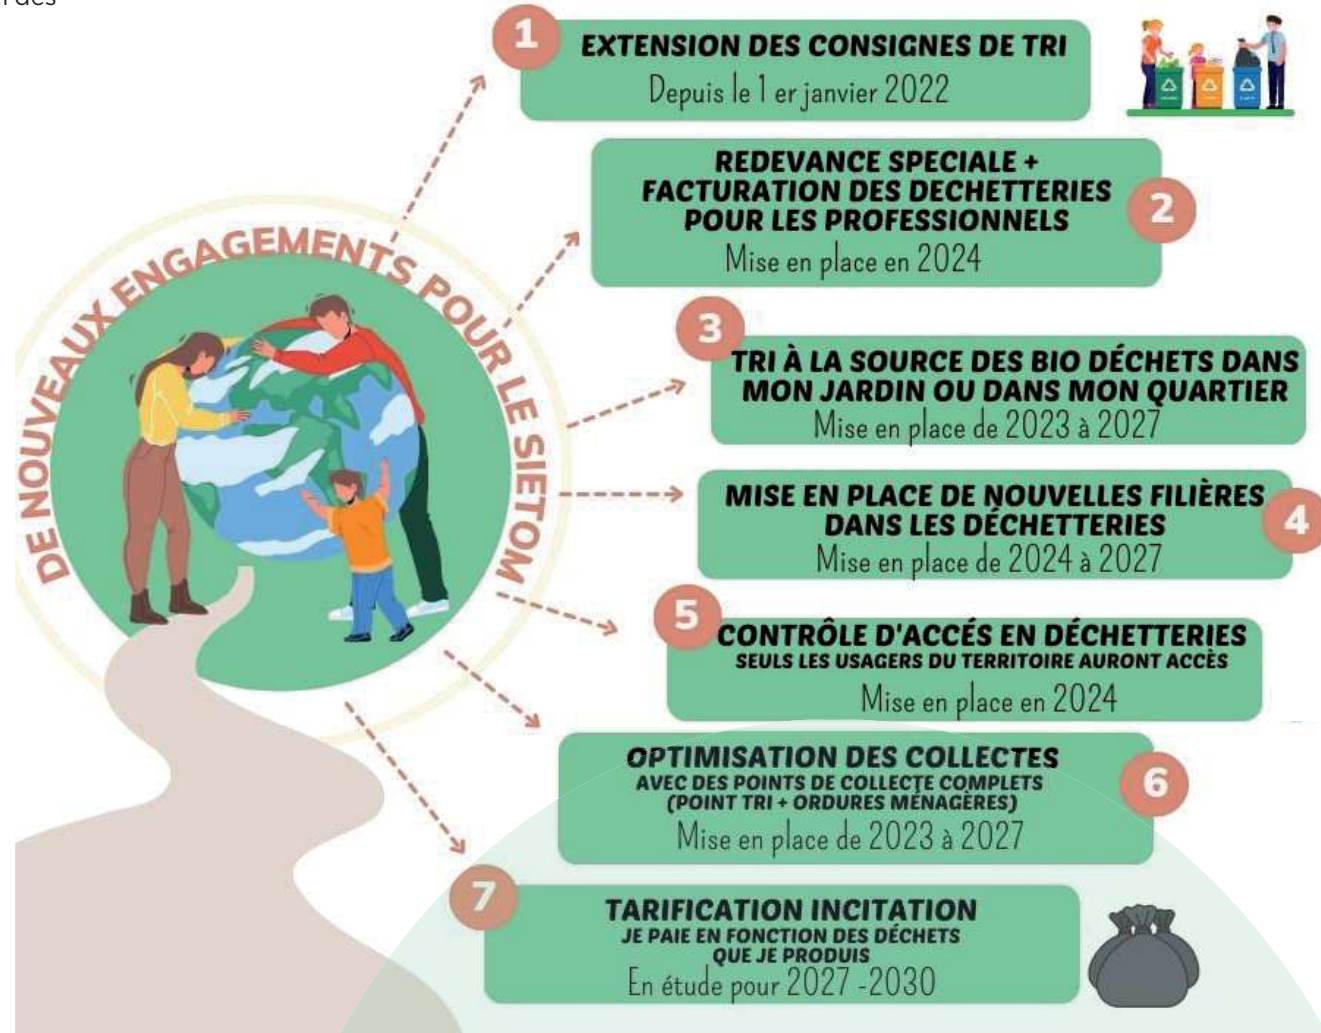 DE NOUVEAUX ENGAGEMENTS POUR LE SIETOM
1
EXTENSION DES CONSIGNES DE TRI
Depuis le 1 er janvier 2022
REDEVANCE SPECIALE +
FACTURATION DES DECHETTERIES
POUR LES PROFESSIONNELS
Mise en place en 2024
2
3
TRI À LA SOURCE DES BIO DÉCHETS DANS
MON JARDIN OU DANS MON QUARTIER
Mise en place de 2023 à 2027
MISE EN PLACE DE NOUVELLES FILIÈRES
DANS LES DÉCHETTERIES
Mise en place de 2024 à 2027
4
5
CONTRÔLE D'ACCÉS EN DÉCHETTERIES
SEULS LES USAGERS DU TERRITOIRE AURONT ACCÈS
Mise en place en 2024
OPTIMISATION DES COLLECTES
AVEC DES POINTS DE COLLECTE COMPLETS
(POINT TRI + ORDURES MÉNAGÈRES)
Mise en place de 2023 à 2027
6
7
TARIFICATION INCITATION
JE PAIE EN FONCTION DES DÉCHETS
QUE JE PRODUIS
En étude pour 2027 -2030